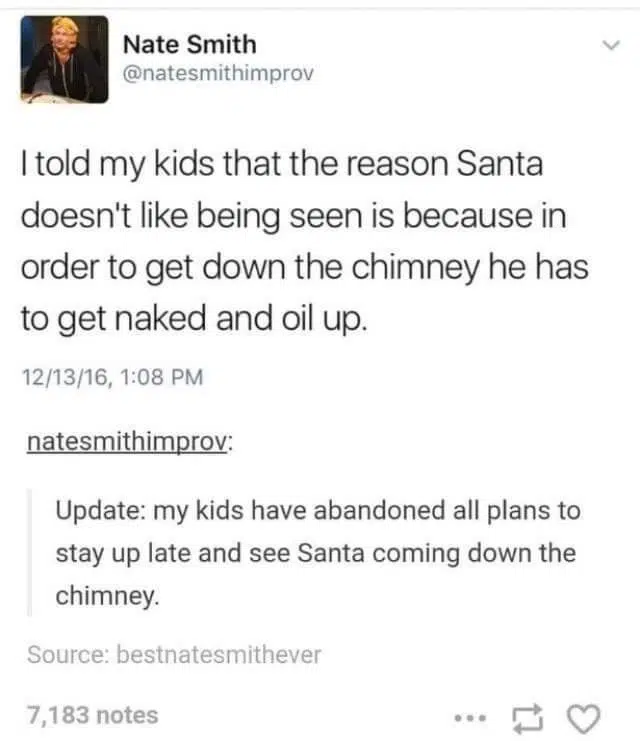 Nate Smith
@natesmithimprov
I told my kids that the reason Santa
doesn't like being seen is because in
order to get down the chimney he has
to get naked and oil up.
12/13/16, 1:08 PM
natesmithimprov:
Update: my kids have abandoned all plans to
stay up late and see Santa coming down the
chimney.
Source: bestnatesmithever
7,183 notes